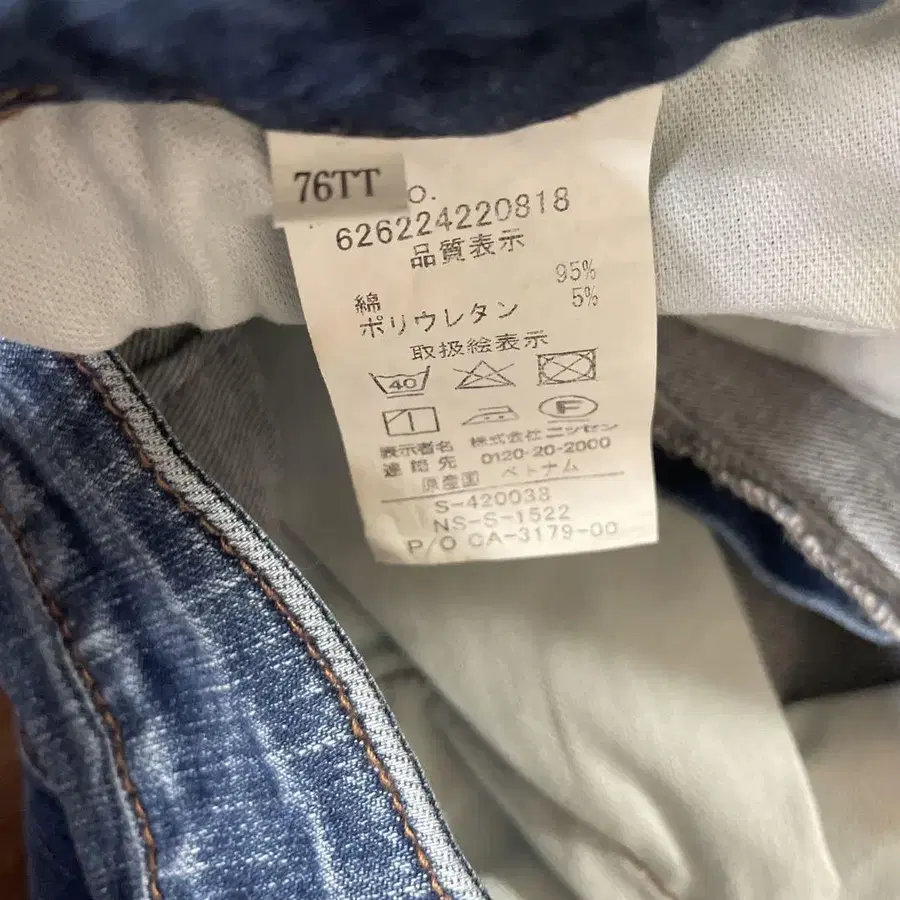 76TT
O.
626224220818
品質表示
綿 95%
ポリウレタン 5%
取扱絵表示
40
F
表示者名 株式会社ニッセン
連絡先 0120-20-2000
原産国 ベトナム
S-420038
NS-S-1522
P/O CA-3179-00